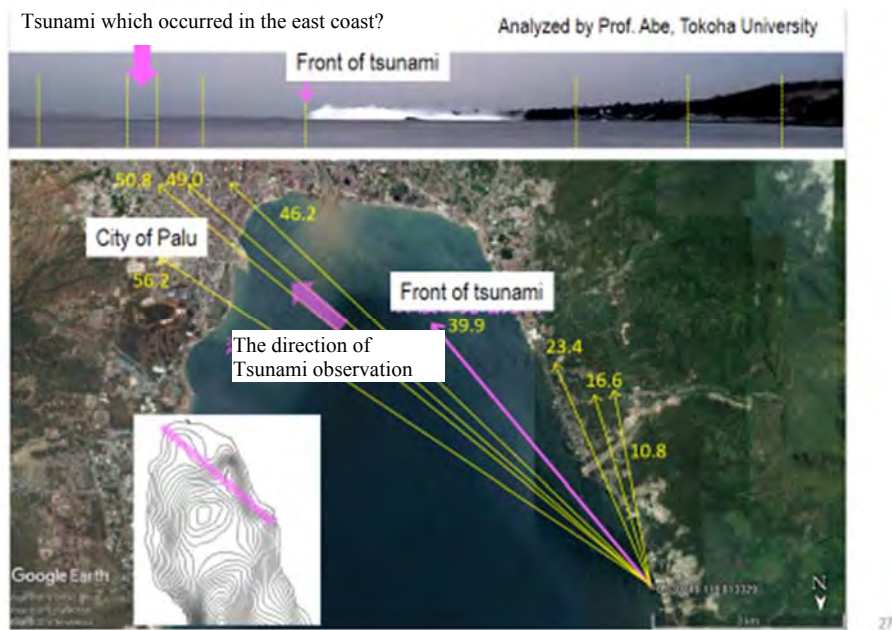 Tsunami which occurred in the east coast?
Analyzed by Prof. Abe, Tokoha University
Front of tsunami
50.8
49.0
46.2
City of Palu
56.2
Front of tsunami
39.9
The direction of
Tsunami observation
23.4
16.6
10.8
Google Earth
N
27